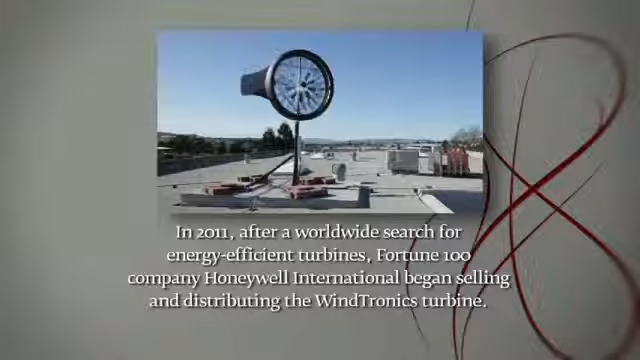 In 2011, after a worldwide search for
energy-efficient turbines, Fortune 100
company Honeywell International began selling
and distributing the WindTronics turbine.